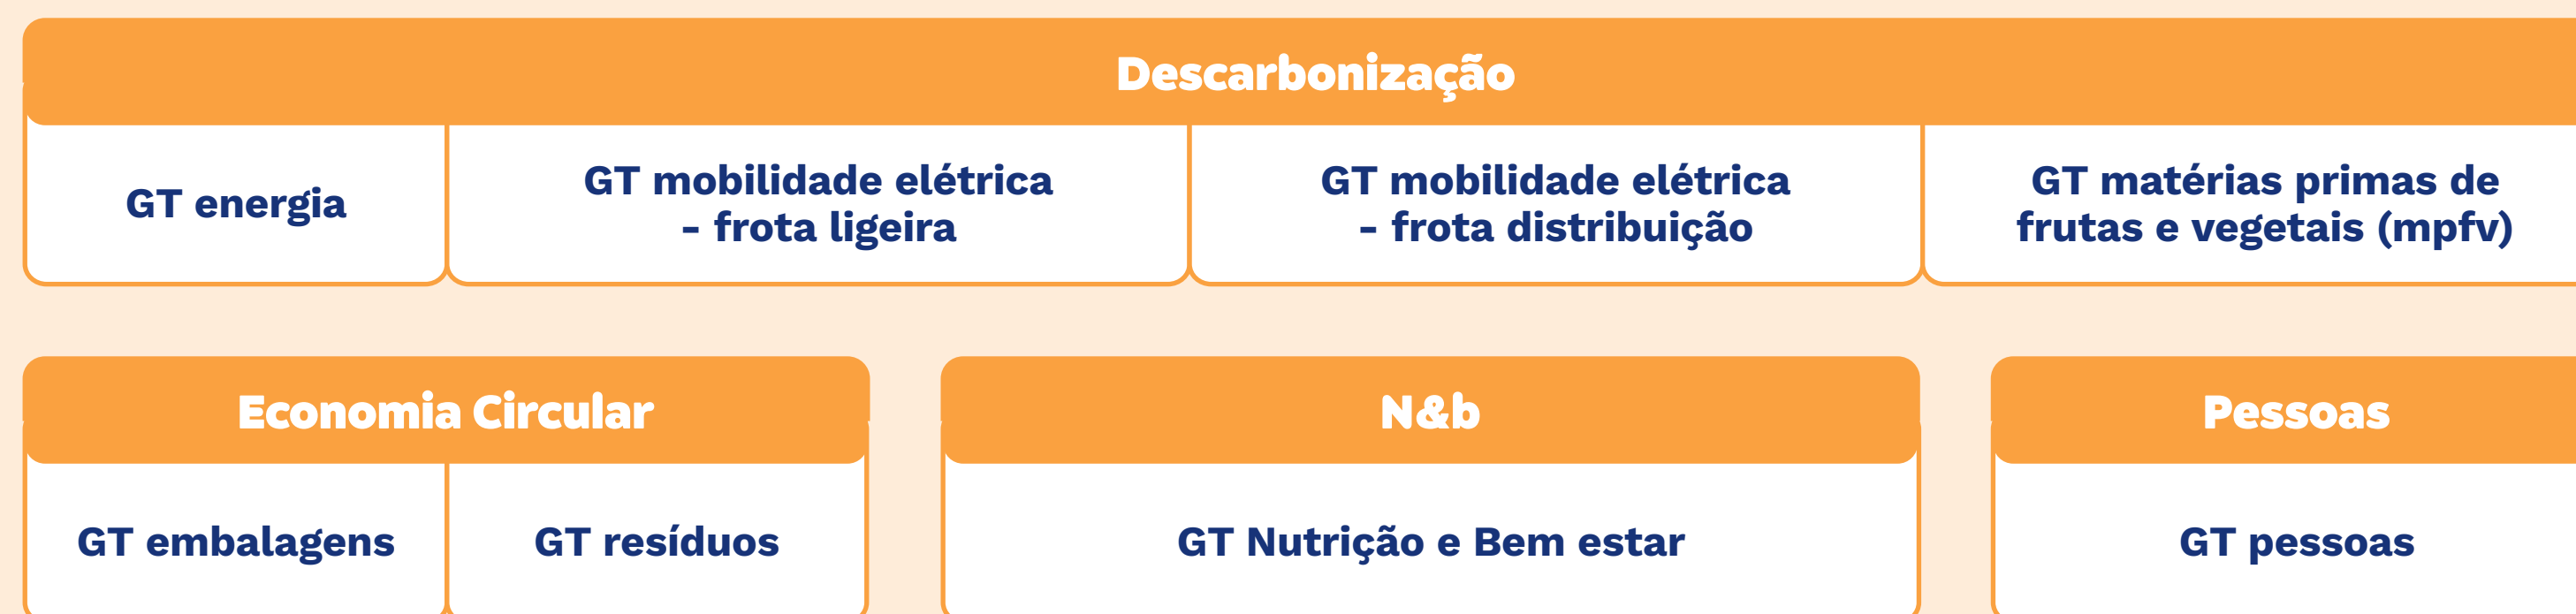 Descarbonização
GT energia
GT mobilidade elétrica
- frota ligeira
GT mobilidade elétrica
- frota distribuição
GT matérias primas de
frutas e vegetais (mpfv)
Economia Circular
GT embalagens
GT resíduos
N&b
GT Nutrição e Bem estar
Pessoas
GT pessoas